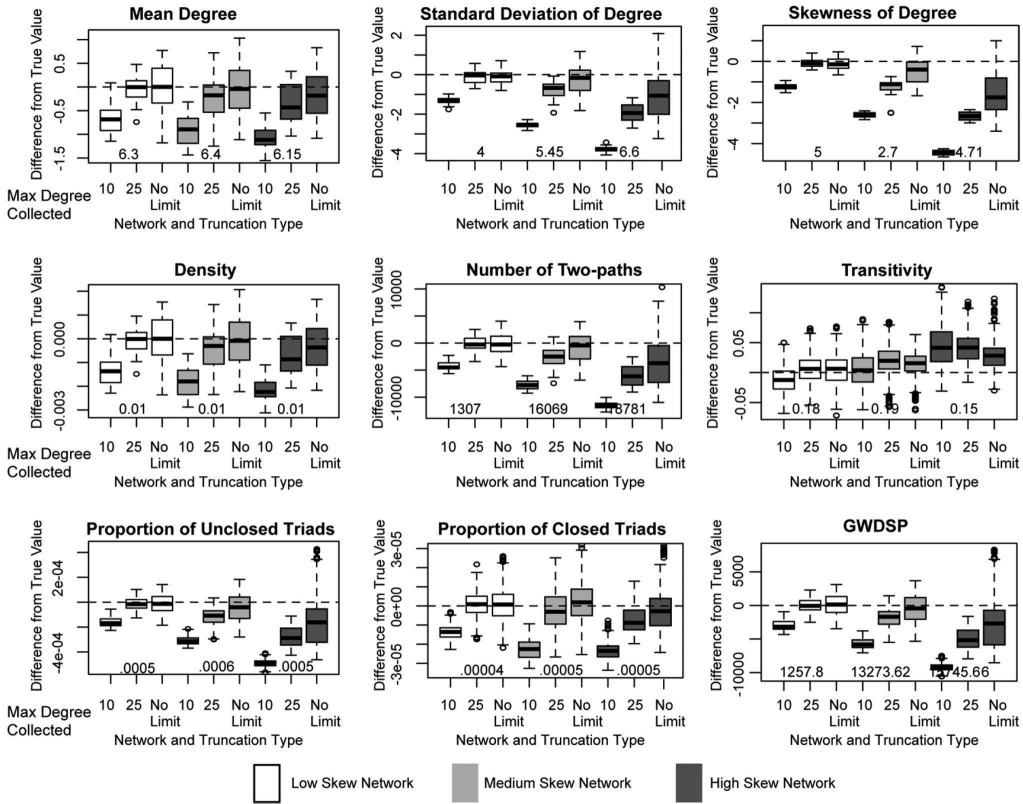 Mean Degree
Difference from True Value
0.5
-0.5
-1.5
6.3 6.4 6.15
Standard Deviation of Degree
Difference from True Value
2
0
-2
-4
4 5.45 6.6
Skewness of Degree
Difference from True Value
0
-2
-4
5 2.7 4.71
Max Degree
Collected
10 25 No 10 25 No 10 25 No
Limit Limit Limit
Network and Truncation Type
10 25 No 10 25 No 10 25 No
Limit Limit Limit
Network and Truncation Type
10 25 No 10 25 No 10 25 No
Limit Limit Limit
Network and Truncation Type
Density
Difference from True Value
0.000
-0.003
0.01 0.01 0.01
Number of Two-paths
Difference from True Value
10000
0
-10000
1307 16069
Transitivity
Difference from True Value
0.05
-0.05
0.18 0.19 0.15
Max Degree
Collected
10 25 No 10 25 No 10 25 No
Limit Limit Limit
Network and Truncation Type
10 25 No 10 25 No 10 25 No
Limit Limit Limit
Network and Truncation Type
10 25 No 10 25 No 10 25 No
Limit Limit Limit
Network and Truncation Type
Proportion of Unclosed Triads
Difference from True Value
2e-04
-4e-04
.0005 .0006 .0005
Proportion of Closed Triads
Difference from True Value
3e-05
0e+00
-3e-05
.00004 .00005 .00005
GWDSP
Difference from True Value
5000
0
-10000
1257.8 13273.62
Max Degree
Collected
10 25 No 10 25 No 10 25 No
Limit Limit Limit
Network and Truncation Type
10 25 No 10 25 No 10 25 No
Limit Limit Limit
Network and Truncation Type
10 25 No 10 25 No 10 25 No
Limit Limit Limit
Network and Truncation Type
Low Skew Network
Medium Skew Network
High Skew Network